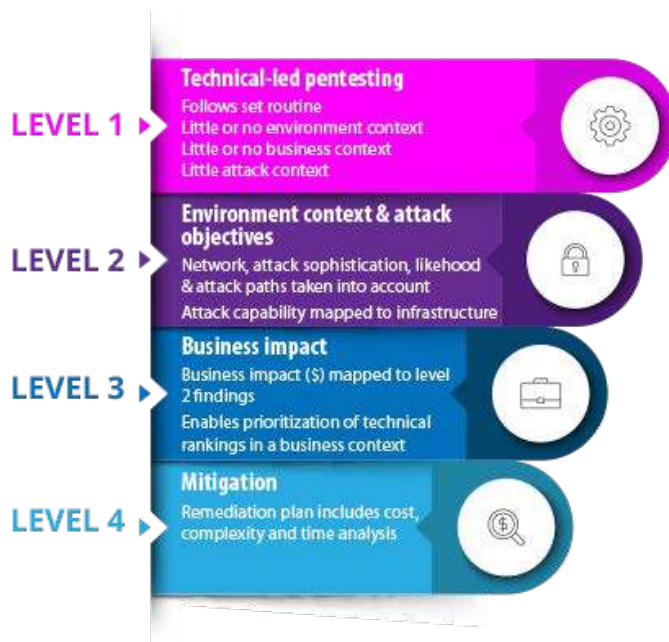 LEVEL 1
Technical-led pentesting
Follows set routine
Little or no environment context
Little or no business context
Little attack context
LEVEL 2
Environment context & attack
objectives
Network, attack sophistication, likehood
& attack paths taken into account
Attack capability mapped to infrastructure
LEVEL 3
Business impact
Business impact ($) mapped to level
2 findings
Enables prioritization of technical
rankings in a business context
LEVEL 4
Mitigation
Remediation plan includes cost,
complexity and time analysis
$